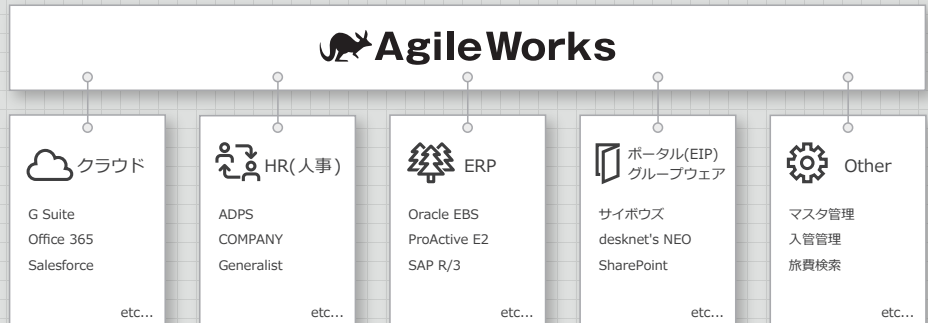 AgileWorks
クラウド
G Suite
Office 365
Salesforce
etc...
HR(人事)
ADPS
COMPANY
Generalist
etc...
ERP
Oracle EBS
ProActive E2
SAP R/3
etc...
ポータル(EIP)
グループウェア
サイボウズ
desknet's NEO
SharePoint
etc...
Other
マスタ管理
入管管理
旅費検索
etc...